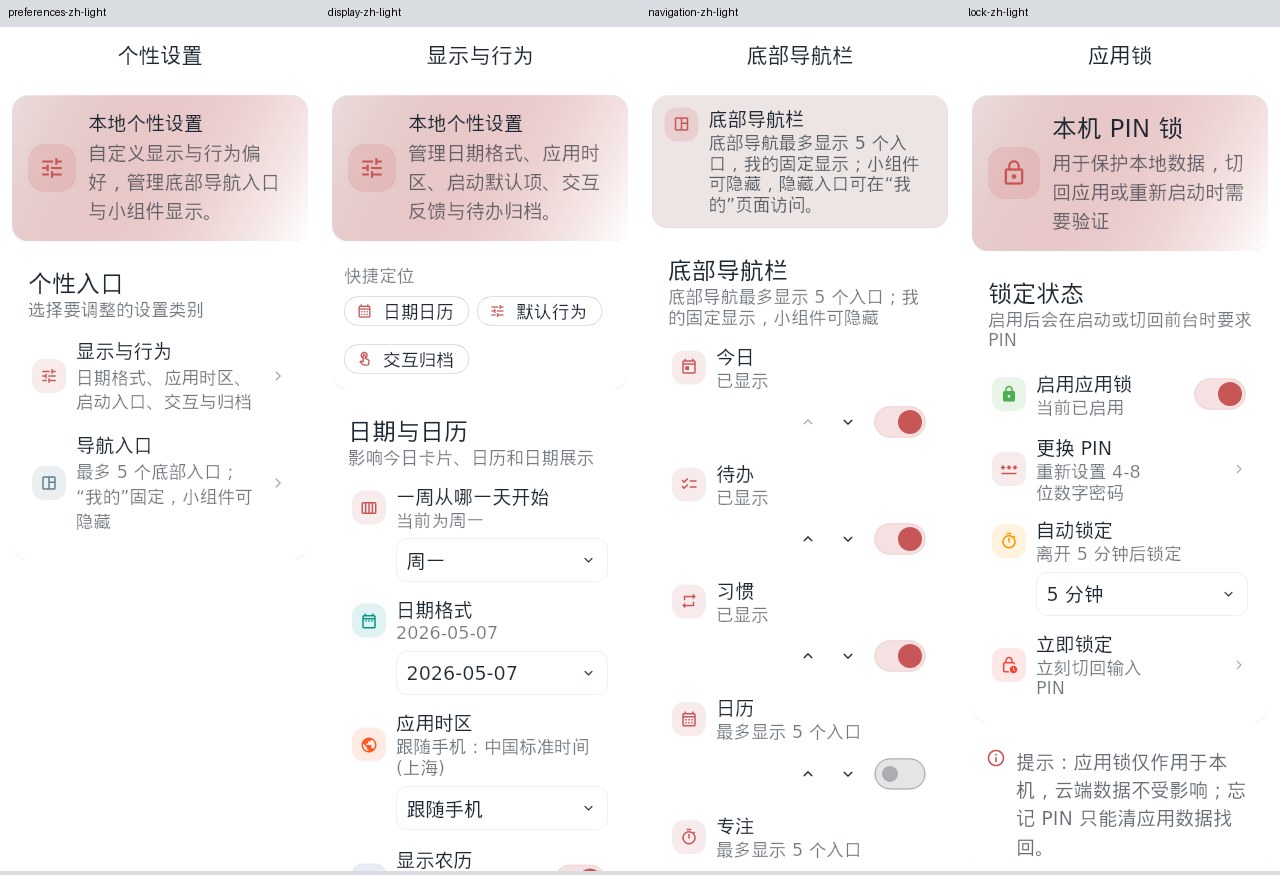 preferences-zh-light
个性设置
本地个性设置
自定义显示与行为偏
好，管理底部导航入口
与小组件显示。
个性入口
选择要调整的设置类别
显示与行为
日期格式、应用时区、
启动入口、交互与归档
导航入口
最多 5 个底部入口；
“我的”固定，小组件可
隐藏
display-zh-light
显示与行为
本地个性设置
管理日期格式、应用时
区、启动默认项、交互
反馈与待办归档。
快捷定位
日期日历
默认行为
交互归档
日期与日历
影响今日卡片、日历和日期展示
一周从哪一天开始
当前为周一
周一
日期格式
2026-05-07
2026-05-07
应用时区
跟随手机：中国标准时间
(上海)
跟随手机
显示农历
navigation-zh-light
底部导航栏
底部导航栏
底部导航最多显示 5 个入
口，我的固定显示；小组件
可隐藏，隐藏入口可在“我
的”页面访问。
底部导航栏
底部导航最多显示 5 个入口；我
的固定显示，小组件可隐藏
今日
已显示
待办
已显示
习惯
已显示
日历
最多显示 5 个入口
专注
最多显示 5 个入口
lock-zh-light
应用锁
本机 PIN 锁
用于保护本地数据，切
回应用或重新启动时需
要验证
锁定状态
启用后会在启动或切回前台时要求
PIN
启用应用锁
当前已启用
更换 PIN
重新设置 4-8
位数字密码
自动锁定
离开 5 分钟后锁定
5 分钟
立即锁定
立刻切回输入
PIN
提示：应用锁仅作用于本
机，云端数据不受影响；忘
记 PIN 只能清应用数据找
回。